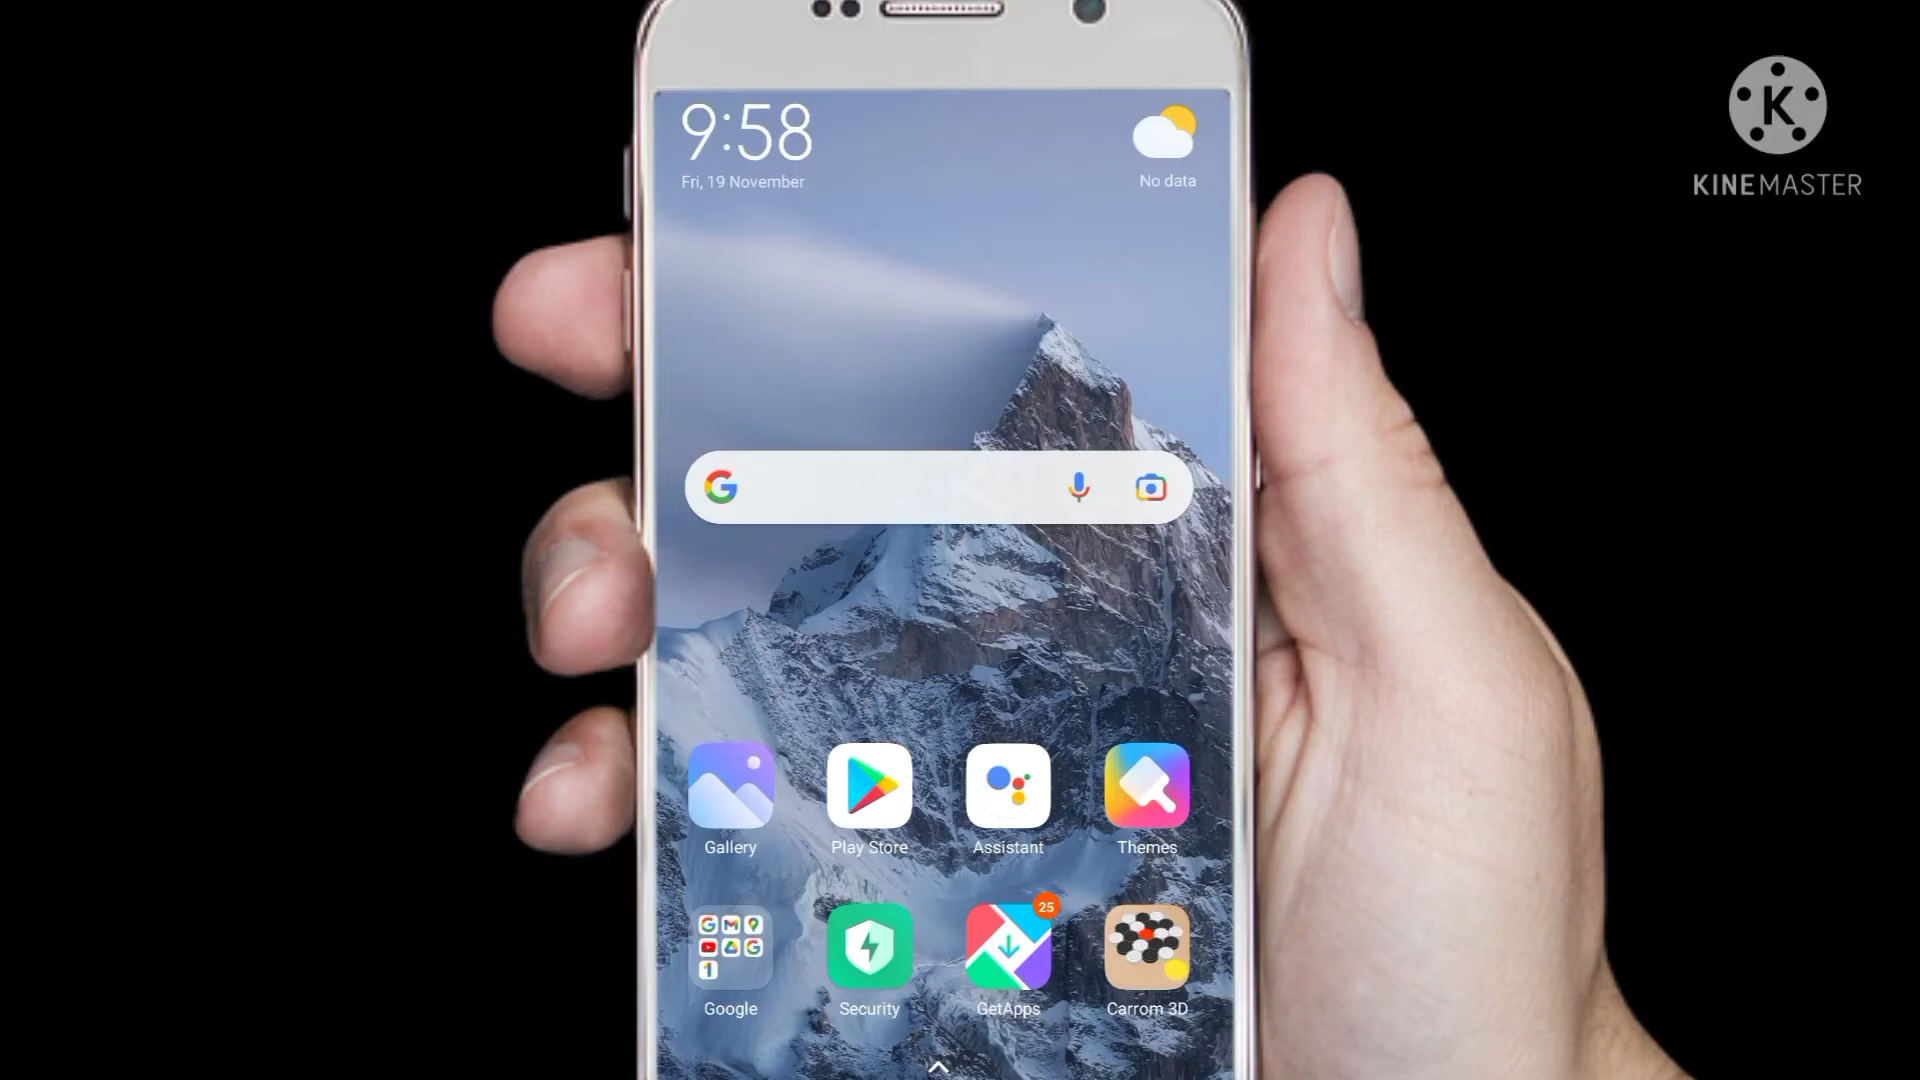 9:58
Fri, 19 November
No data
KINEMASTER
Gallery
Play Store
Assistant
Themes
25
Google
Security
GetApps
Carrom 3D